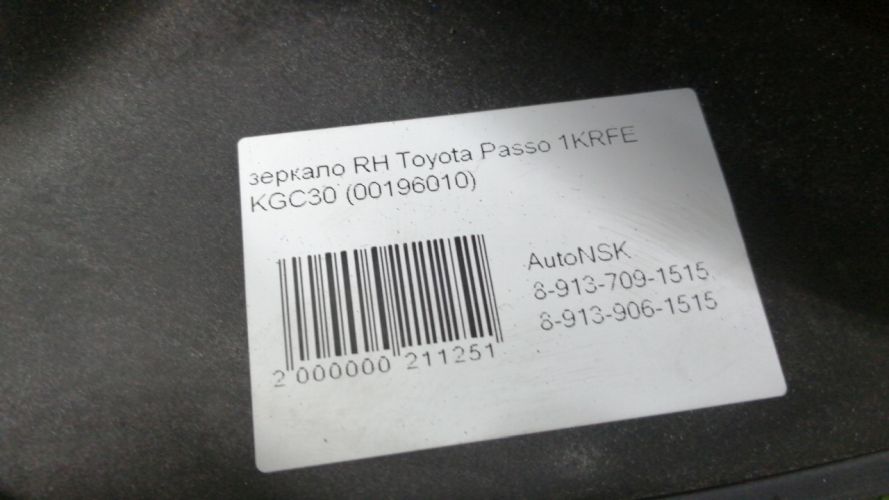 зеркало RH Toyota Passo 1KRFE
KGC30 (00196010)
AutoNSK
8-913-709-1515
8-913-906-1515
2 000000 211251